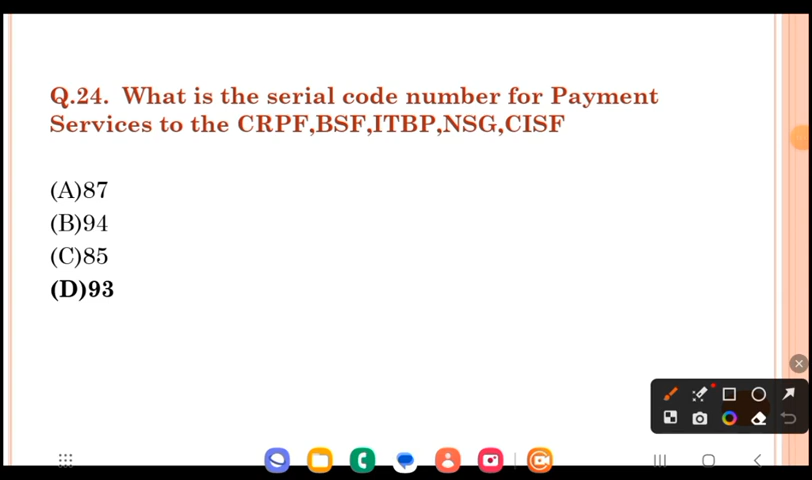 Q.24. What is the serial code number for Payment
Services to the CRPF,BSF,ITBP,NSG,CISF
(A)87
(B)94
(C)85
(D)93